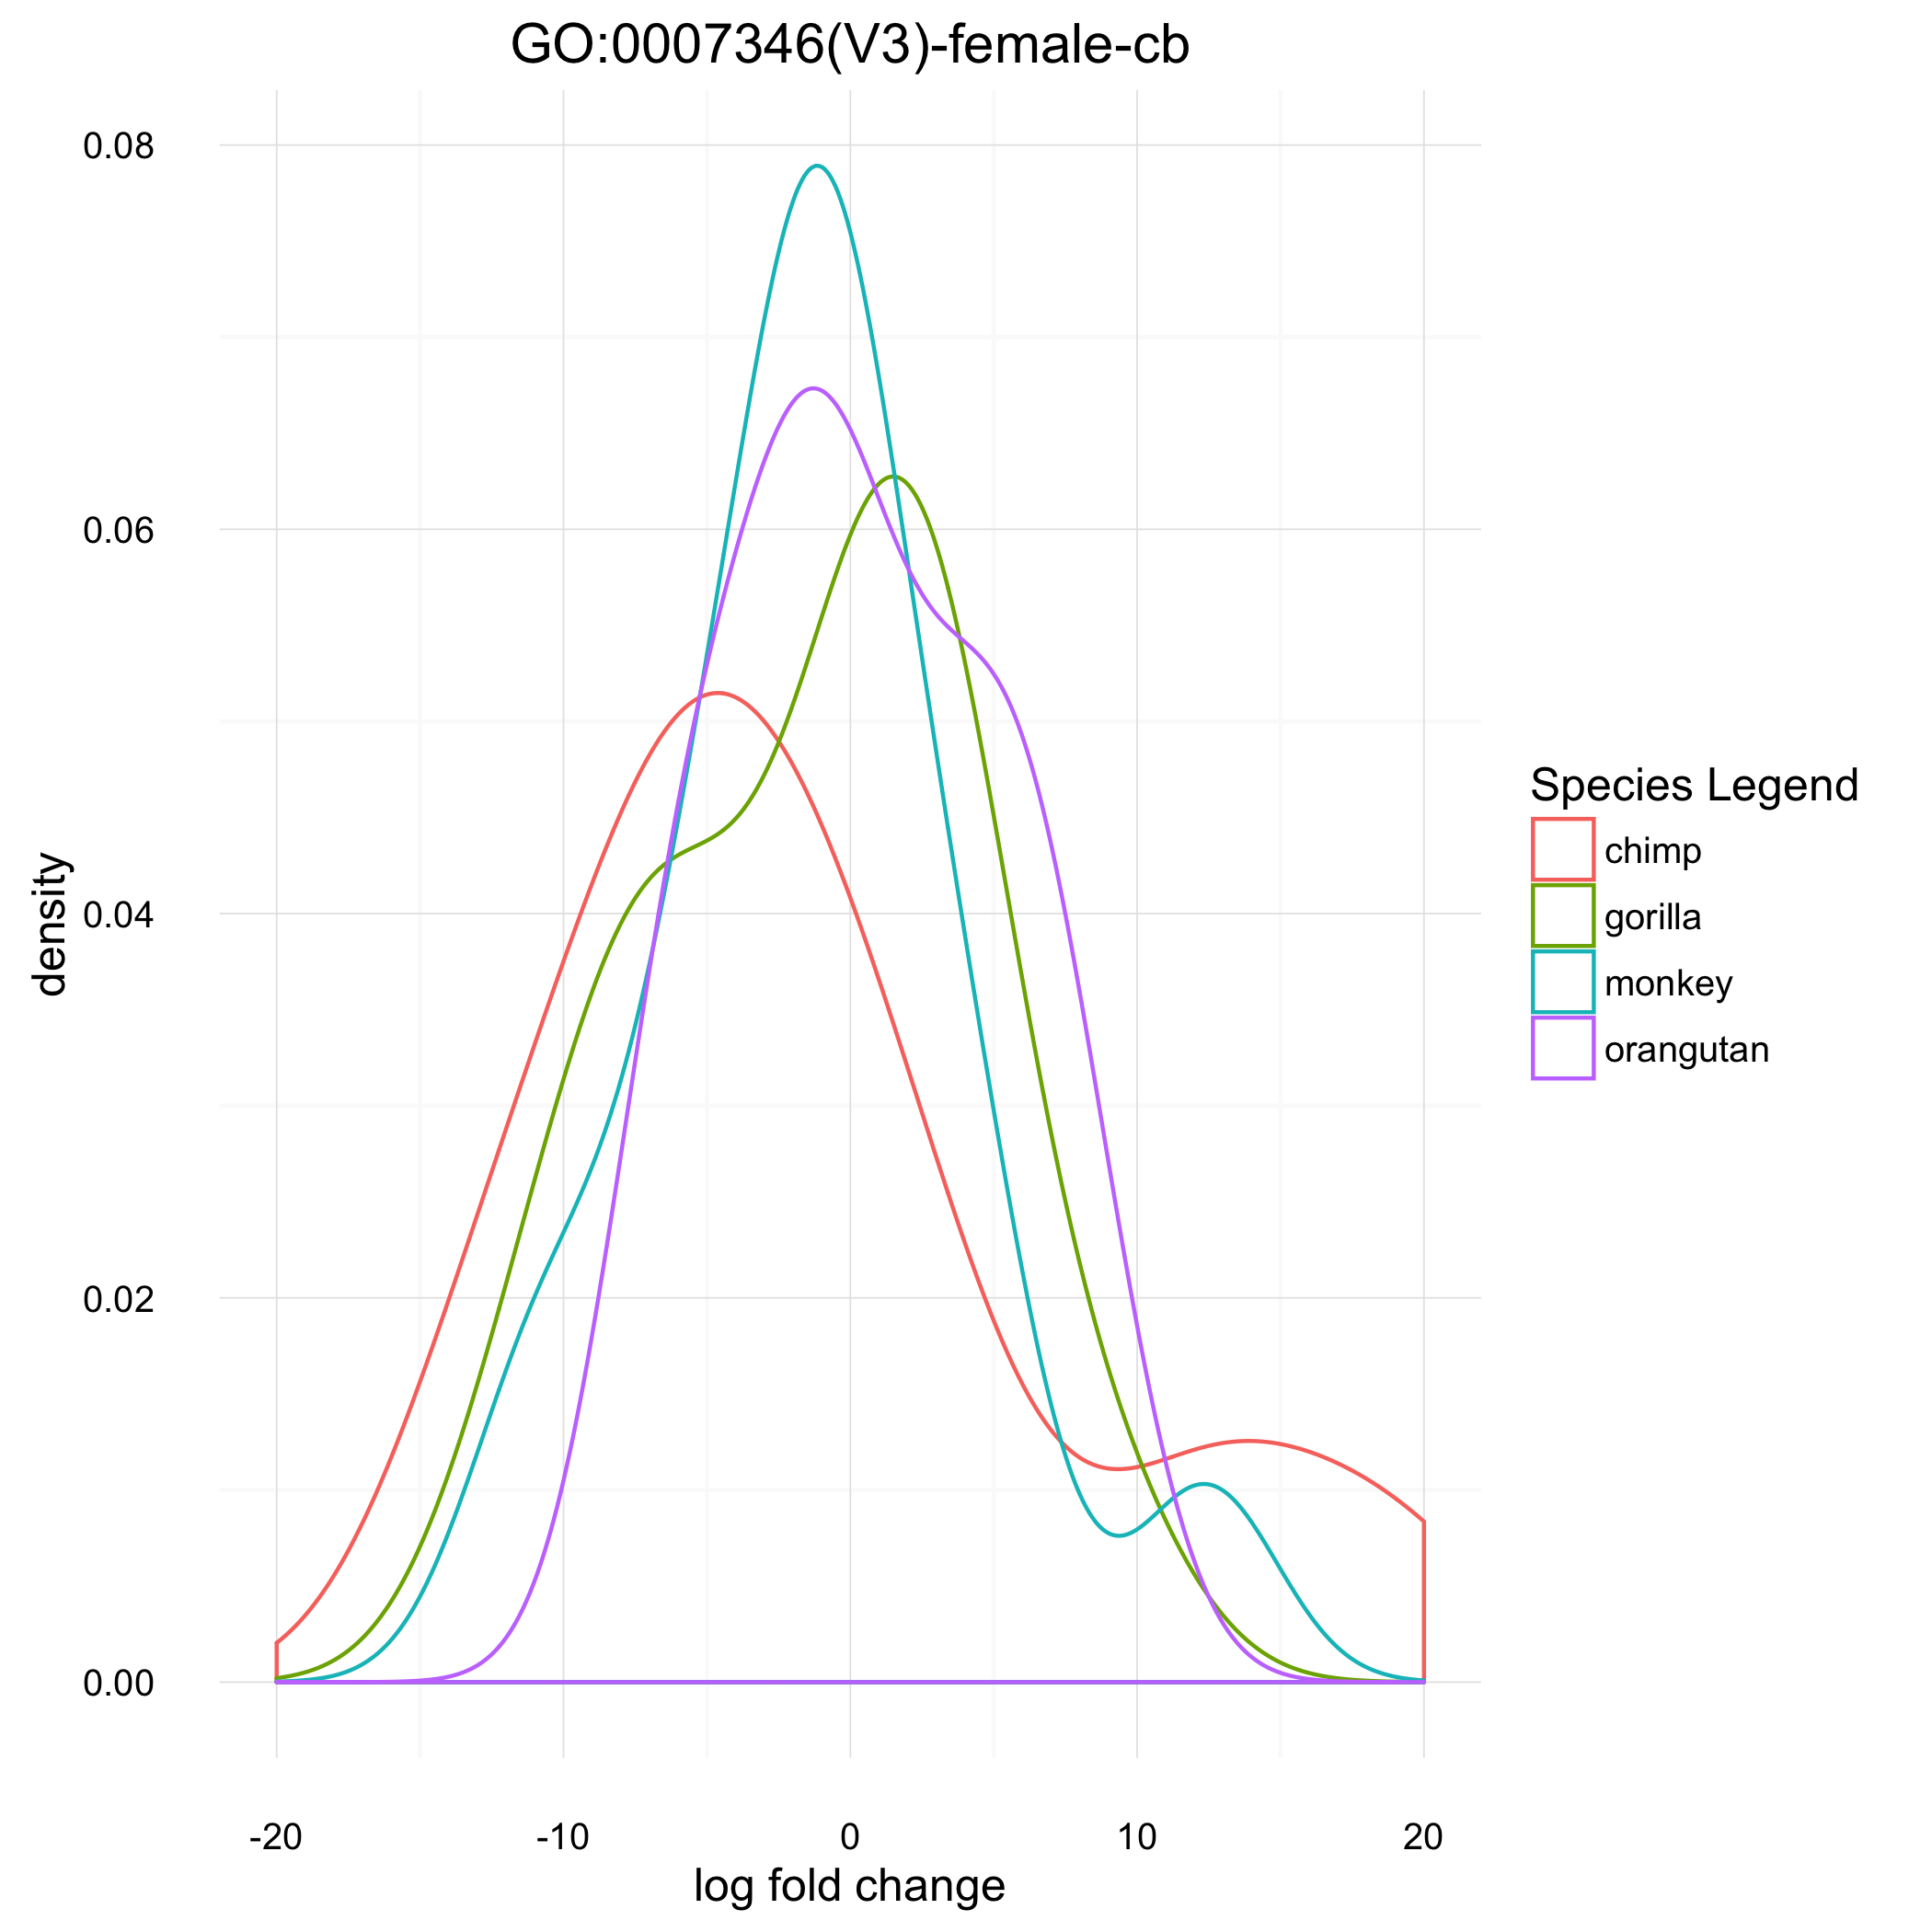 GO:0007346(V3)-female-cb
0.08
0.06
0.04
0.02
0.00
density
-20 -10 0 10 20
log fold change
Species Legend
chimp
gorilla
monkey
orangutan